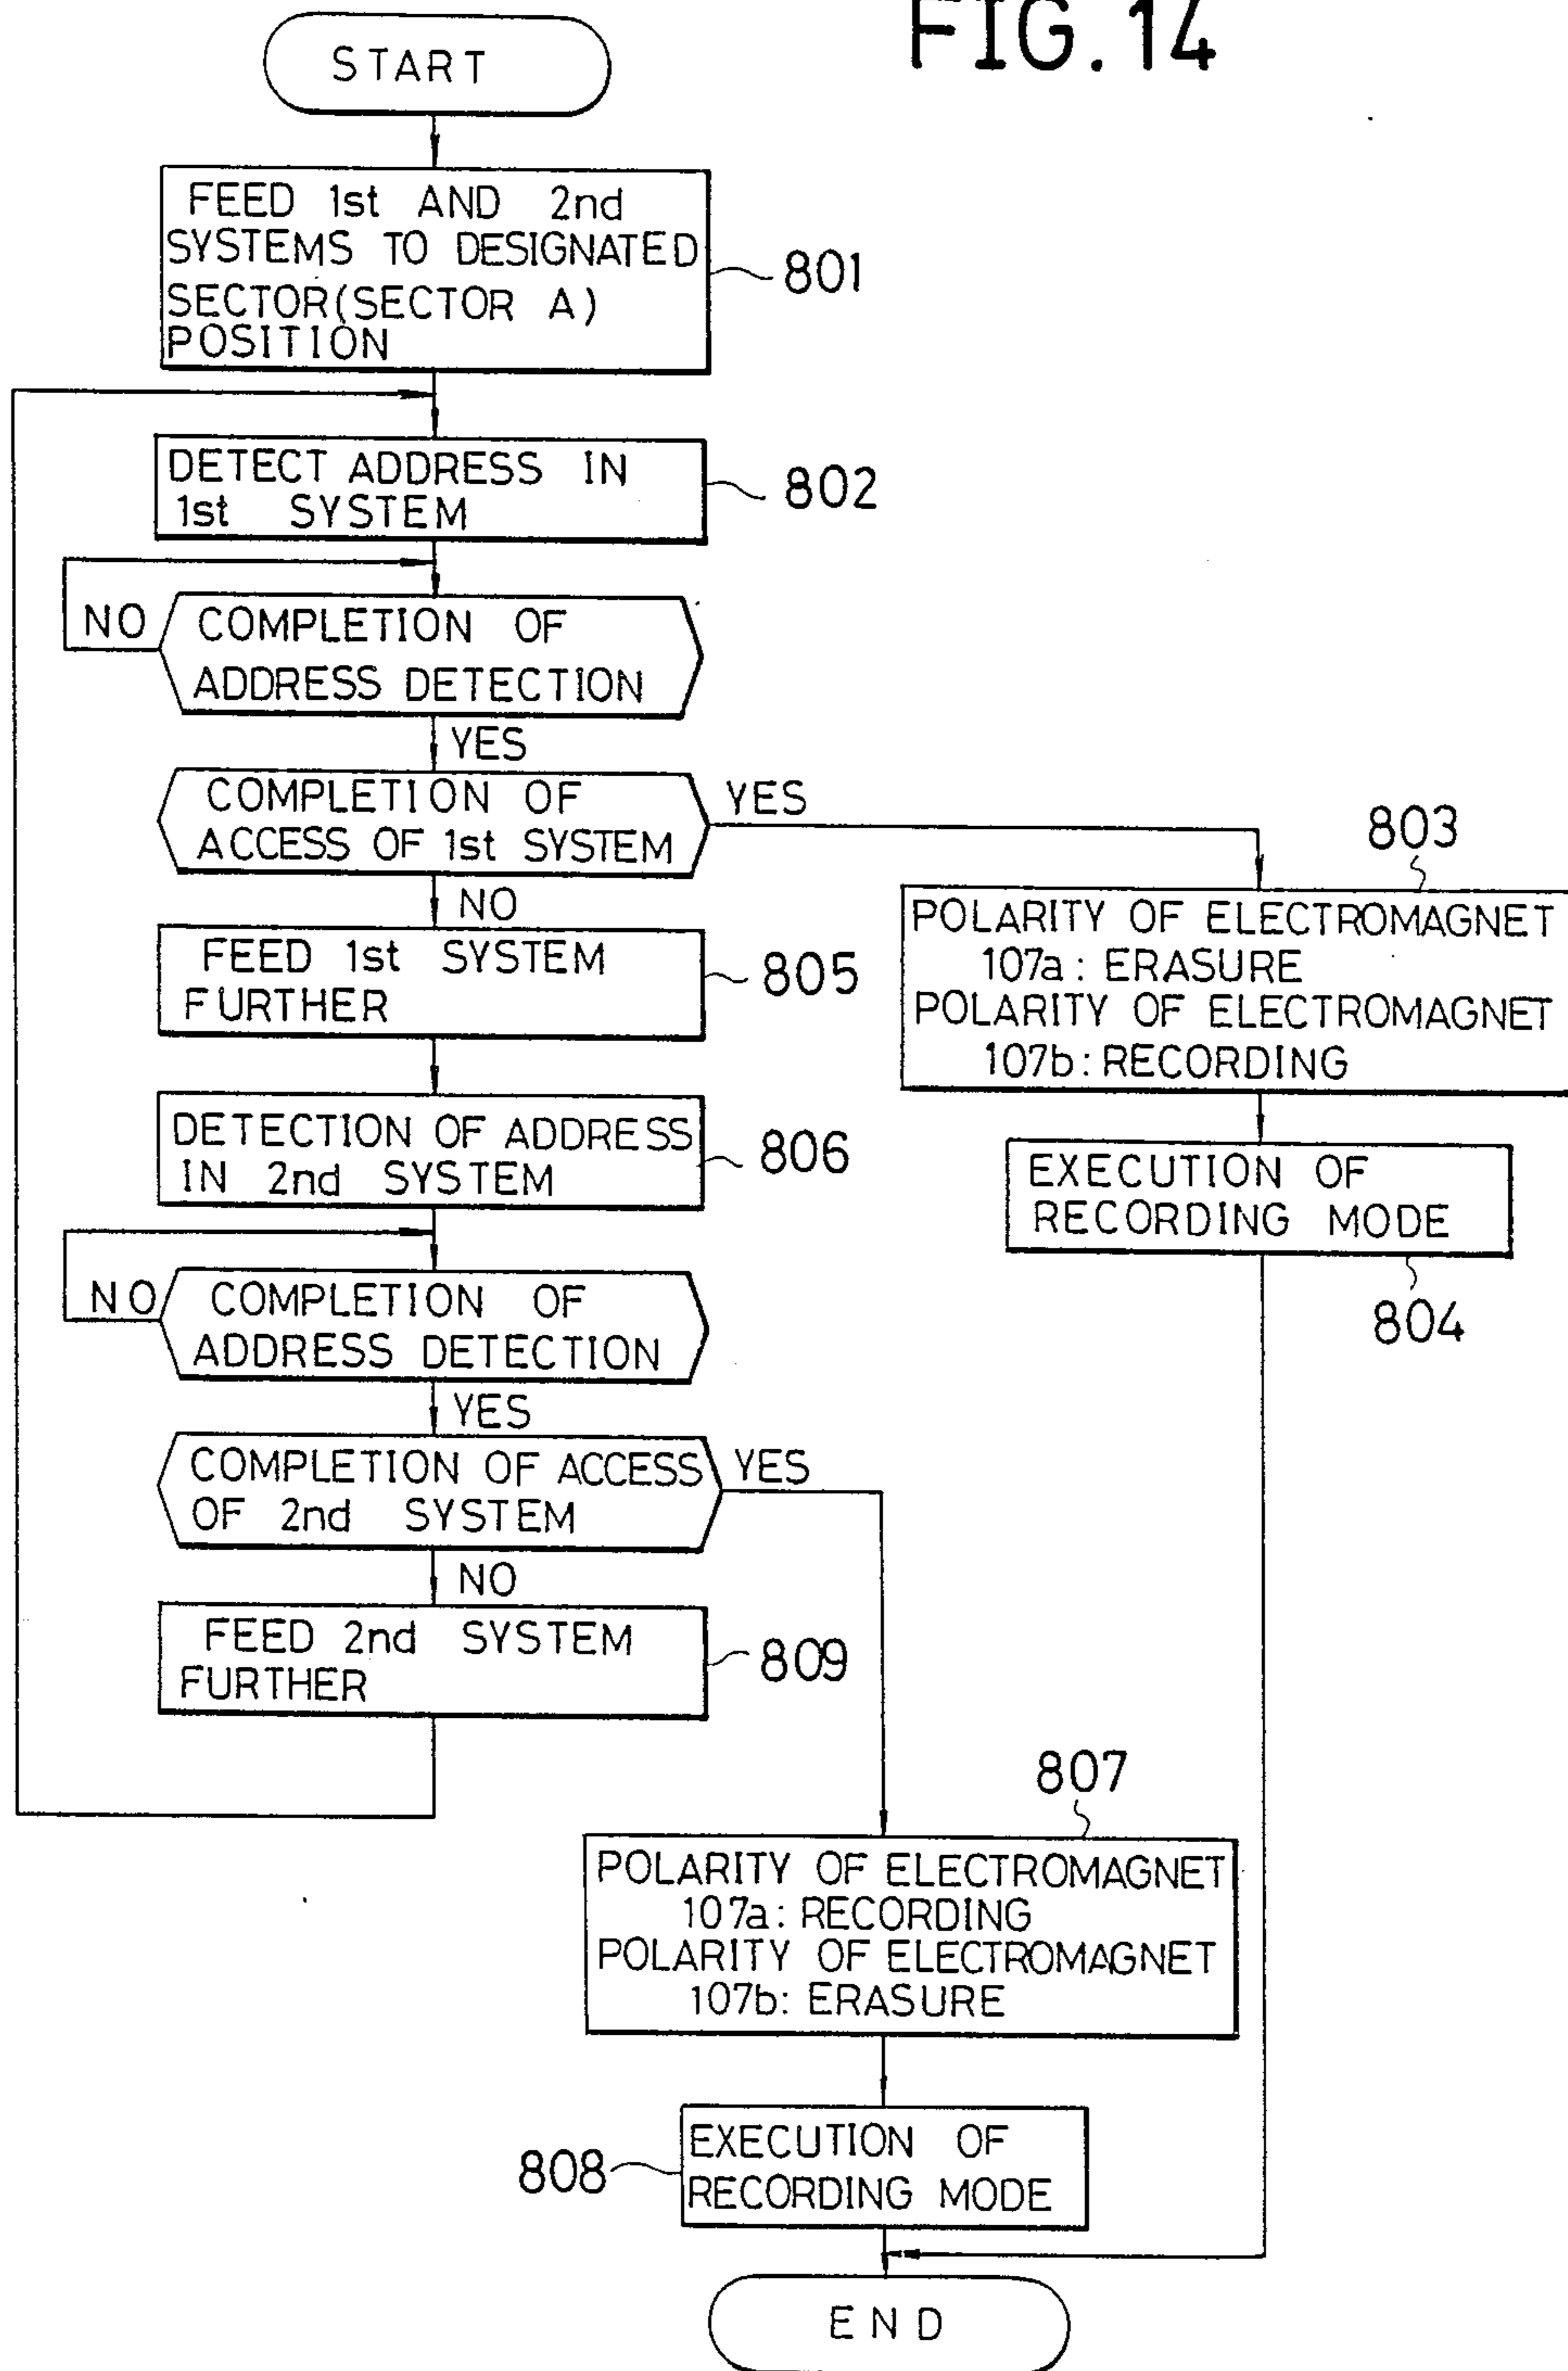 FIG. 14
START
FEED 1st AND 2nd
SYSTEMS TO DESIGNATED
SECTOR(SECTOR A)
POSITION
801
DETECT ADDRESS IN
1st SYSTEM
802
NO
COMPLETION OF
ADDRESS DETECTION
YES
COMPLETION OF
ACCESS OF 1st SYSTEM
YES
NO
803
POLARITY OF ELECTROMAGNET
107a: ERASURE
POLARITY OF ELECTROMAGNET
107b: RECORDING
FEED 1st SYSTEM
FURTHER
805
DETECTION OF ADDRESS
IN 2nd SYSTEM
806
EXECUTION OF
RECORDING MODE
804
NO
COMPLETION OF
ADDRESS DETECTION
YES
COMPLETION OF ACCESS
OF 2nd SYSTEM
YES
NO
FEED 2nd SYSTEM
FURTHER
809
807
POLARITY OF ELECTROMAGNET
107a: RECORDING
POLARITY OF ELECTROMAGNET
107b: ERASURE
808
EXECUTION OF
RECORDING MODE
END